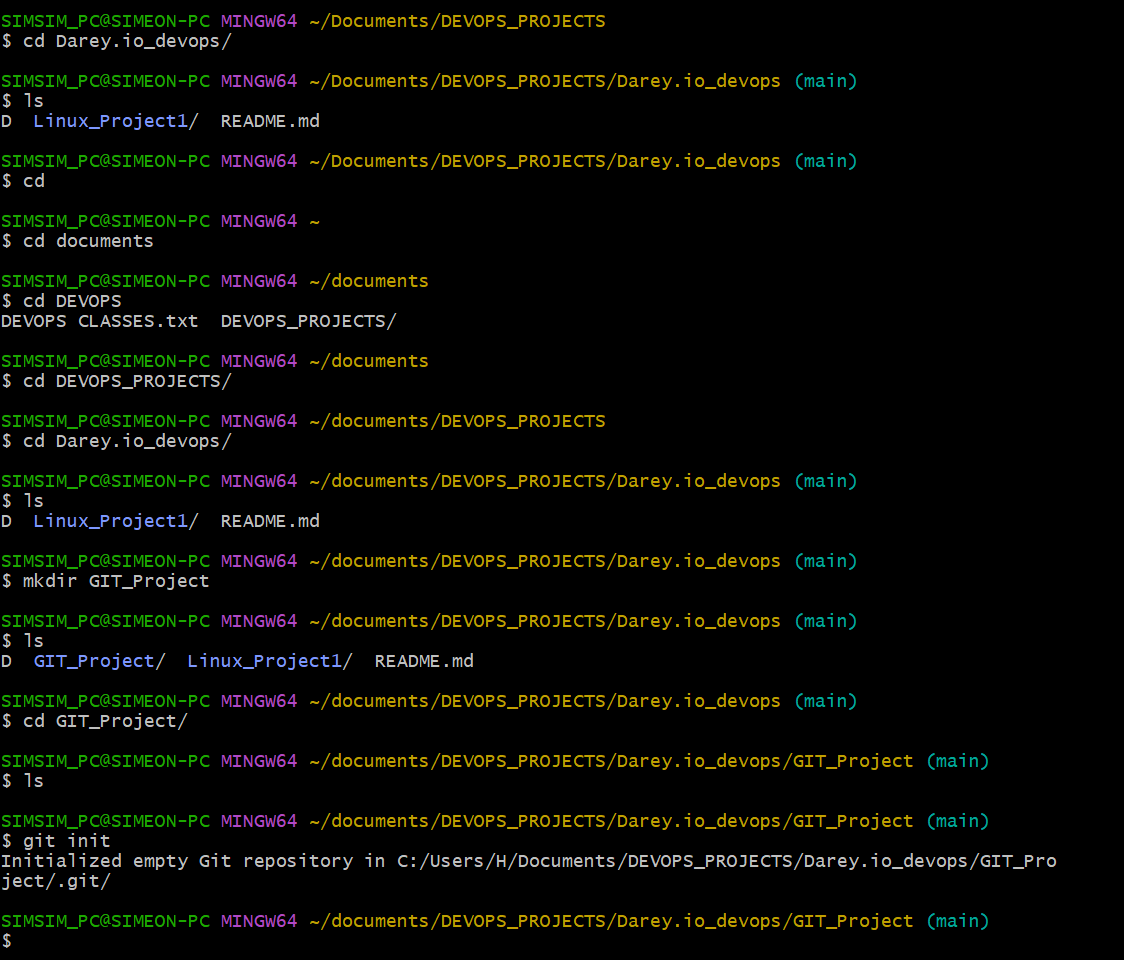 SIMSIM_PC@SIMEON-PC MINGW64 ~/Documents/DEVOPS_PROJECTS
$ cd Darey.io_devops/
SIMSIM_PC@SIMEON-PC MINGW64 ~/Documents/DEVOPS_PROJECTS/Darey.io_devops (main)
$ ls
D  Linux_Project1/  README.md
SIMSIM_PC@SIMEON-PC MINGW64 ~/Documents/DEVOPS_PROJECTS/Darey.io_devops (main)
$ cd
SIMSIM_PC@SIMEON-PC MINGW64 ~
$ cd documents
SIMSIM_PC@SIMEON-PC MINGW64 ~/documents
$ cd DEVOPS
DEVOPS CLASSES.txt  DEVOPS_PROJECTS/
SIMSIM_PC@SIMEON-PC MINGW64 ~/documents
$ cd DEVOPS_PROJECTS/
SIMSIM_PC@SIMEON-PC MINGW64 ~/documents/DEVOPS_PROJECTS
$ cd Darey.io_devops/
SIMSIM_PC@SIMEON-PC MINGW64 ~/documents/DEVOPS_PROJECTS/Darey.io_devops (main)
$ ls
D  Linux_Project1/  README.md
SIMSIM_PC@SIMEON-PC MINGW64 ~/documents/DEVOPS_PROJECTS/Darey.io_devops (main)
$ mkdir GIT_Project
SIMSIM_PC@SIMEON-PC MINGW64 ~/documents/DEVOPS_PROJECTS/Darey.io_devops (main)
$ ls
D  GIT_Project/  Linux_Project1/  README.md
SIMSIM_PC@SIMEON-PC MINGW64 ~/documents/DEVOPS_PROJECTS/Darey.io_devops (main)
$ cd GIT_Project/
SIMSIM_PC@SIMEON-PC MINGW64 ~/documents/DEVOPS_PROJECTS/Darey.io_devops/GIT_Project (main)
$ ls
SIMSIM_PC@SIMEON-PC MINGW64 ~/documents/DEVOPS_PROJECTS/Darey.io_devops/GIT_Project (main)
$ git init
Initialized empty Git repository in C:/Users/H/Documents/DEVOPS_PROJECTS/Darey.io_devops/GIT_Pro
ject/.git/
SIMSIM_PC@SIMEON-PC MINGW64 ~/documents/DEVOPS_PROJECTS/Darey.io_devops/GIT_Project (main)
$